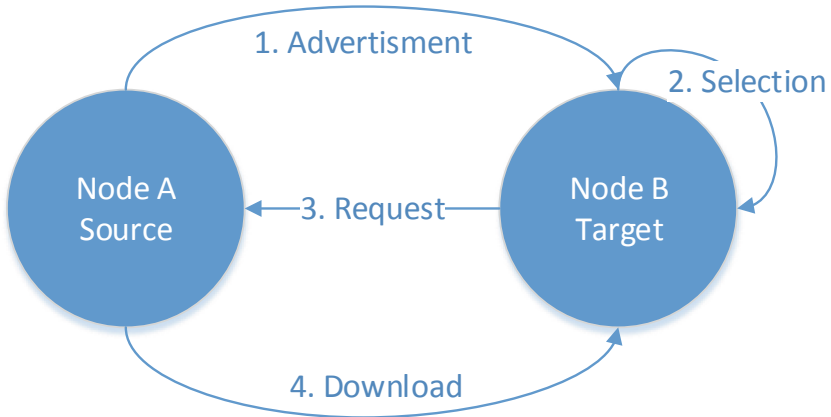 1. Advertisment
2. Selection
Node A
Source
3. Request
Node B
Target
4. Download